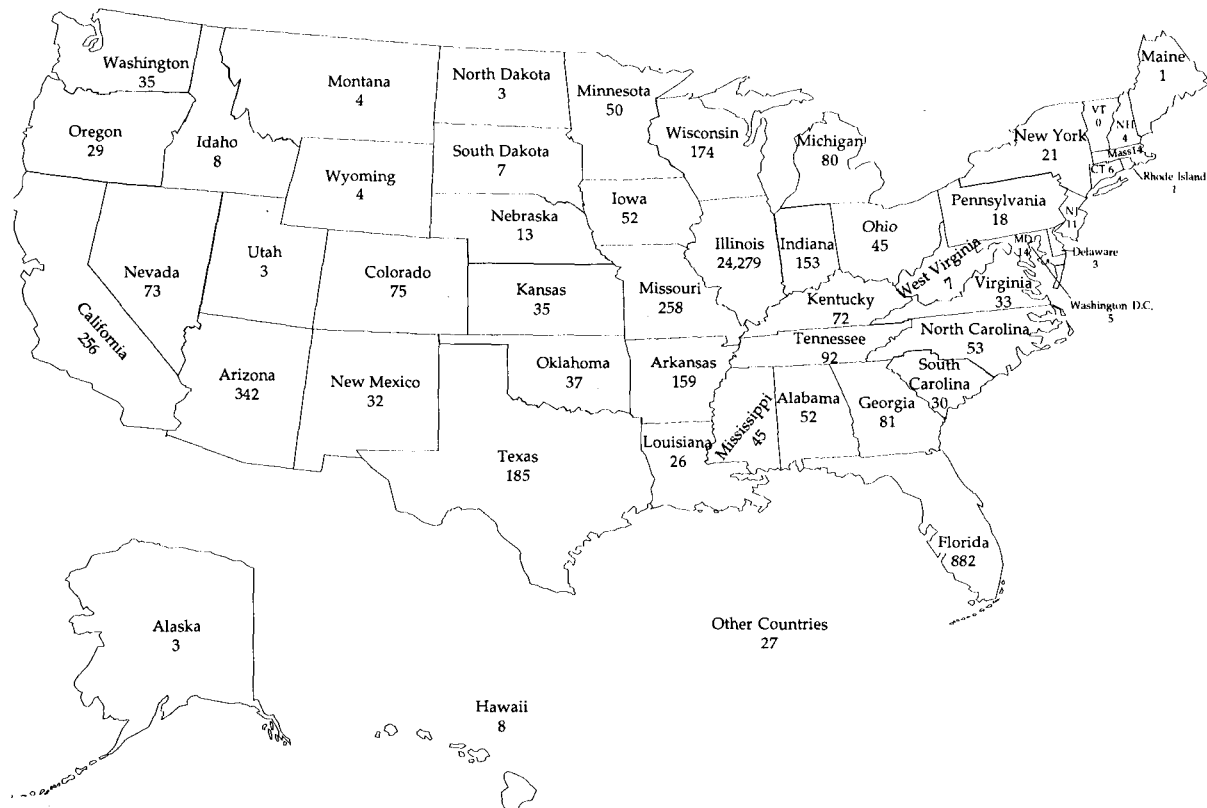 Washington
35
Oregon
29
California
256
Idaho
8
Nevada
73
Montana
4
Wyoming
4
Utah
3
Arizona
342
Colorado
75
New Mexico
32
North Dakota
3
South Dakota
7
Nebraska
13
Kansas
35
Oklahoma
37
Texas
185
Minnesota
50
Iowa
52
Missouri
258
Arkansas
159
Louisiana
26
Wisconsin
174
Illinois
24,279
Michigan
80
Indiana
153
Ohio
45
Kentucky
72
Tennessee
92
Mississippi
45
Alabama
52
Georgia
81
Florida
882
South
Carolina
30
North Carolina
53
Virginia
33
West Virginia
7
Pennsylvania
18
New York
21
VT
0
NH
4
Maine
1
Mass14
CT 6
Rhode Island
1
NJ
11
MD
14
Delaware
3
Washington D.C.
5
Alaska
3
Hawaii
8
Other Countries
27